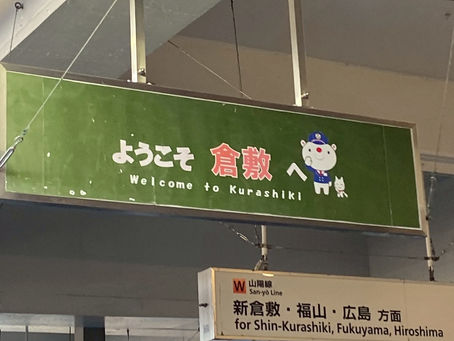 ようこそ 倉敷 へ
Welcome to Kurashiki
W 山陽線
San-yō Line
新倉敷・福山・広島 方面
for Shin-Kurashiki, Fukuyama, Hiroshima